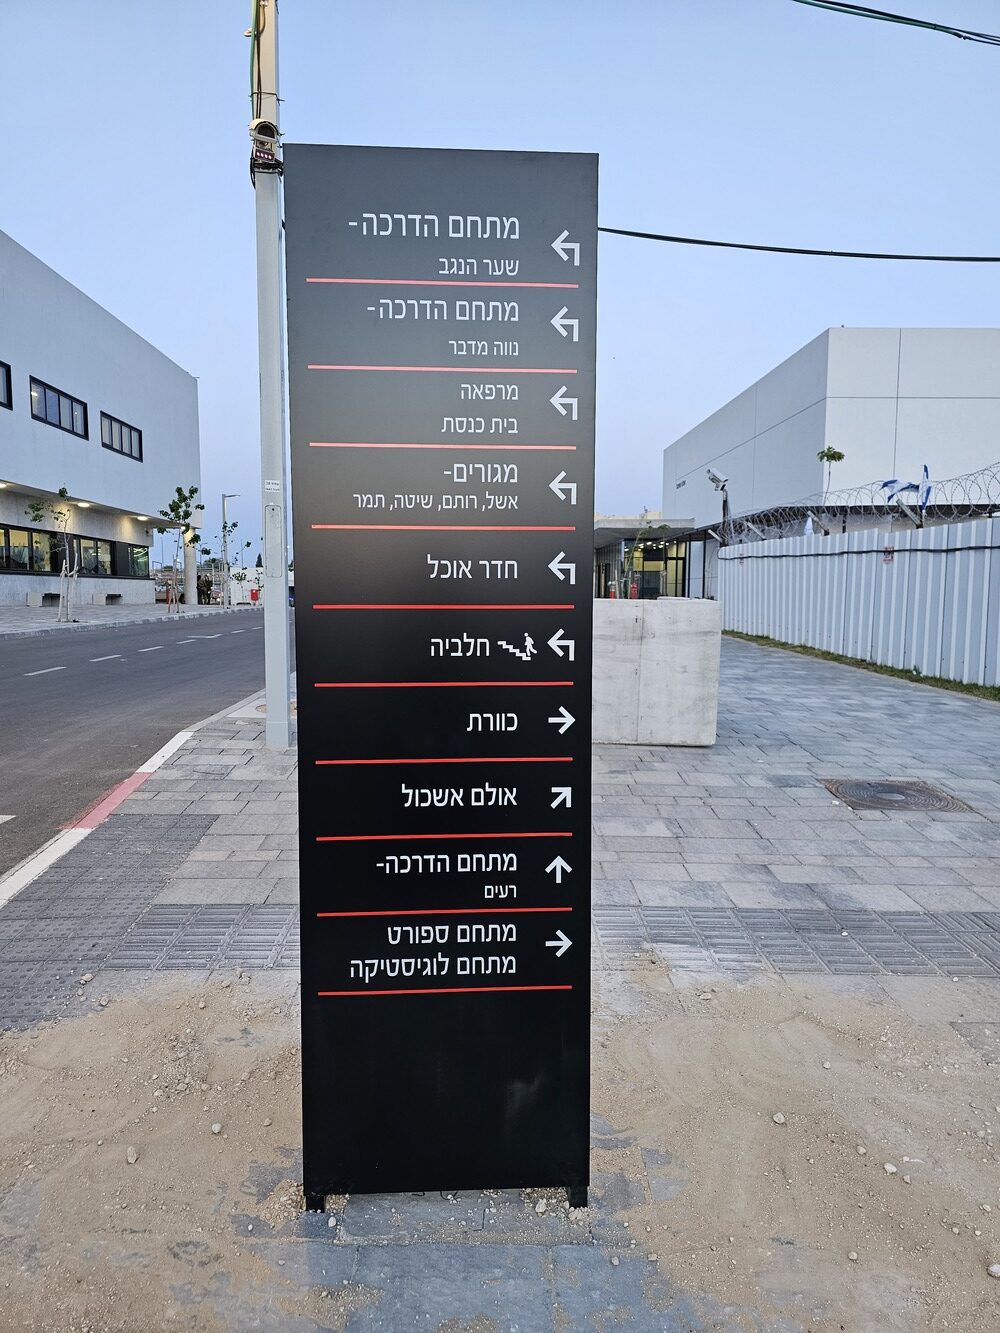 מתחם הדרכה-
שער הנגב
מתחם הדרכה-
נווה מדבר
מרפאה
בית כנסת
מגורים-
אשל, רותם, שיטה, תמר
חדר אוכל
חלביה
כוורת
אולם אשכול
מתחם הדרכה-
רעים
מתחם ספורט
מתחם לוגיסטיקה